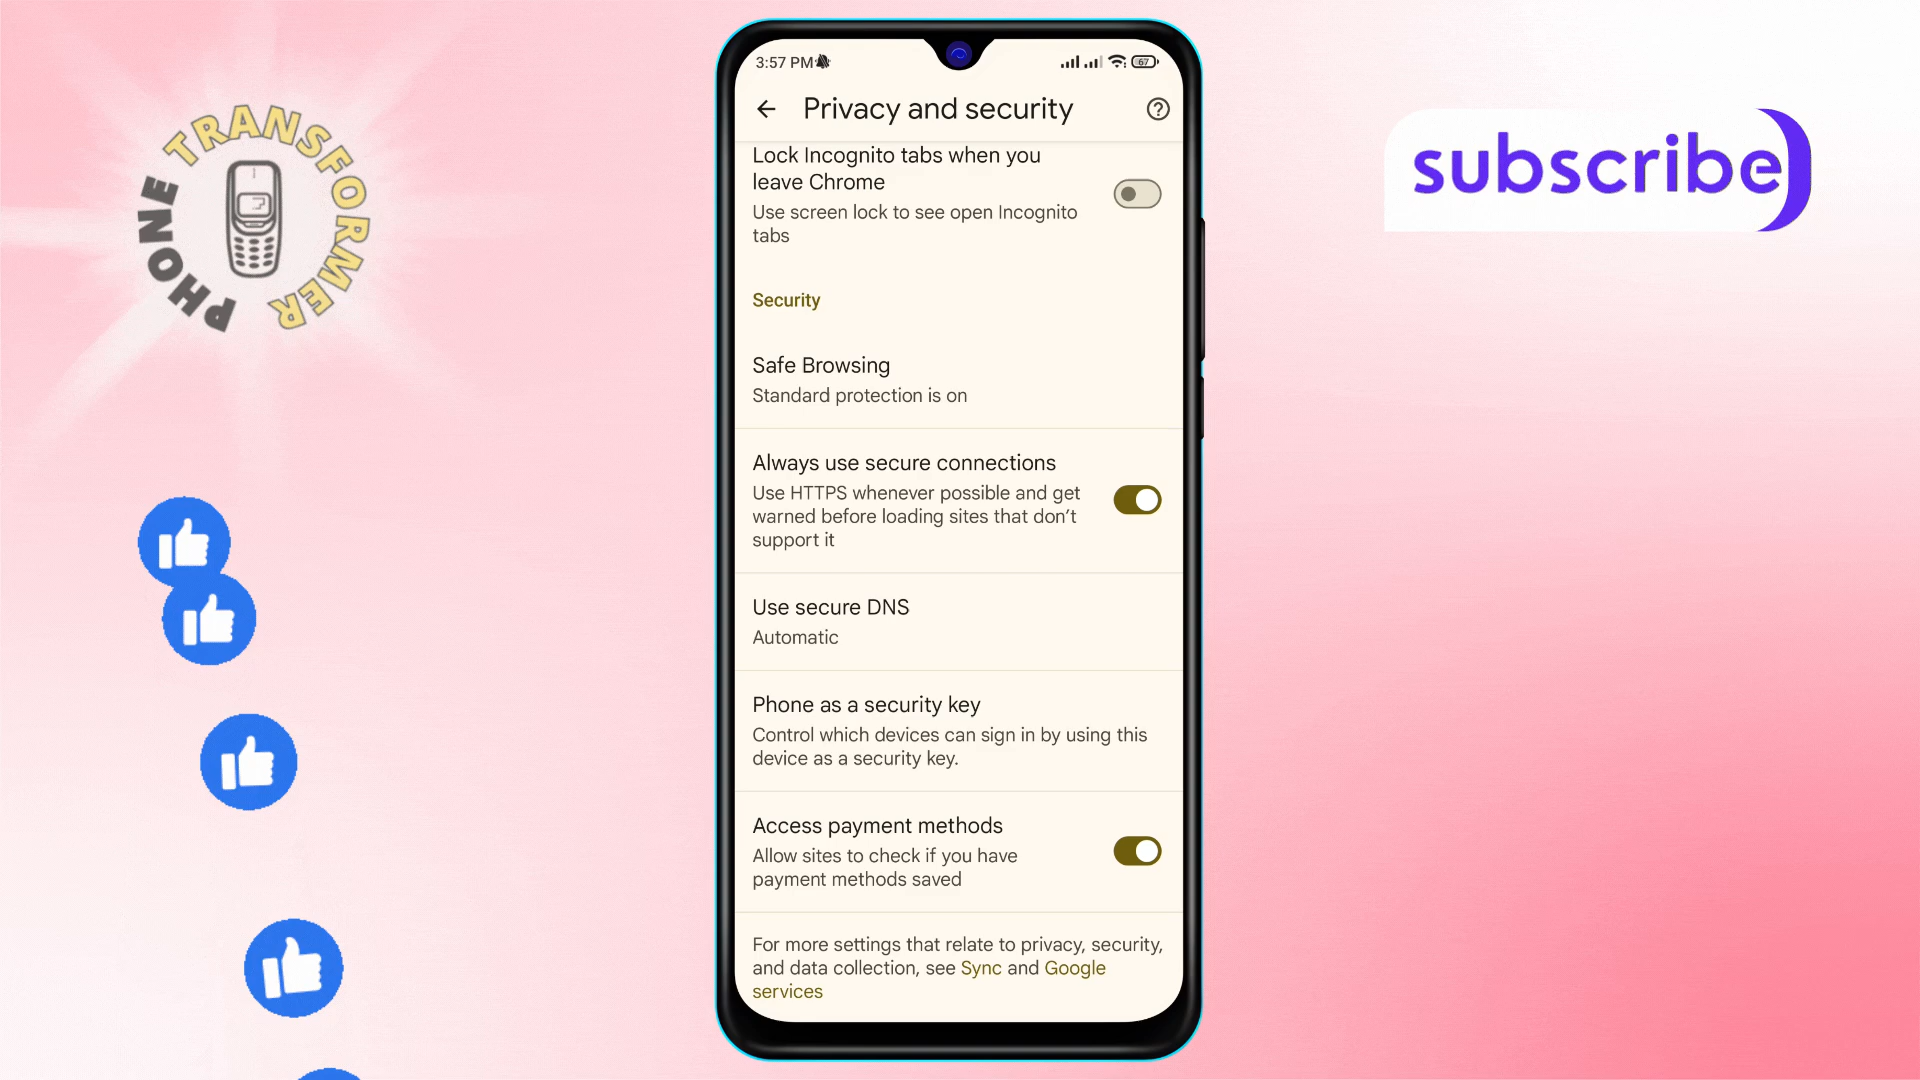 PHONE TRANSFORMER
subscribe
3:57 PM
67
Privacy and security
Lock Incognito tabs when you
leave Chrome
Use screen lock to see open Incognito
tabs
Security
Safe Browsing
Standard protection is on
Always use secure connections
Use HTTPS whenever possible and get
warned before loading sites that don’t
support it
Use secure DNS
Automatic
Phone as a security key
Control which devices can sign in by using this
device as a security key.
Access payment methods
Allow sites to check if you have
payment methods saved
For more settings that relate to privacy, security,
and data collection, see Sync and Google
services